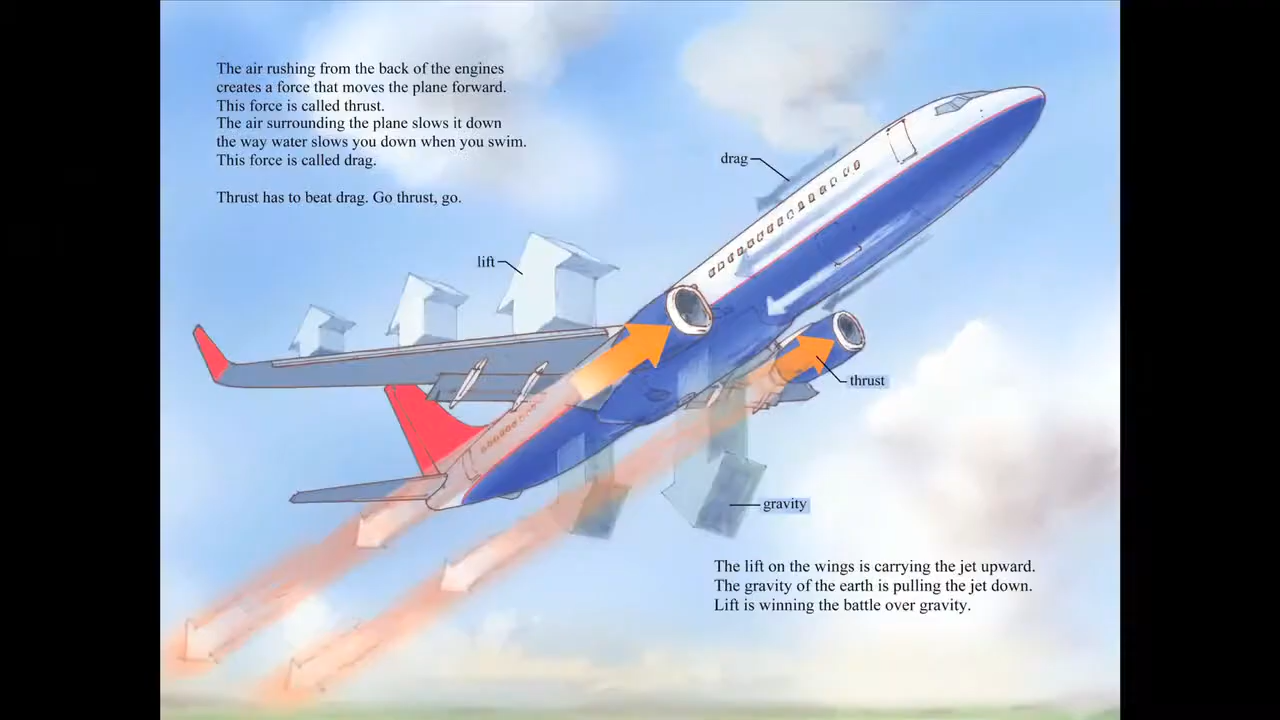 The air rushing from the back of the engines
creates a force that moves the plane forward.
This force is called thrust.
The air surrounding the plane slows it down
the way water slows you down when you swim.
This force is called drag.
Thrust has to beat drag. Go thrust, go.
drag
lift
thrust
gravity
The lift on the wings is carrying the jet upward.
The gravity of the earth is pulling the jet down.
Lift is winning the battle over gravity.